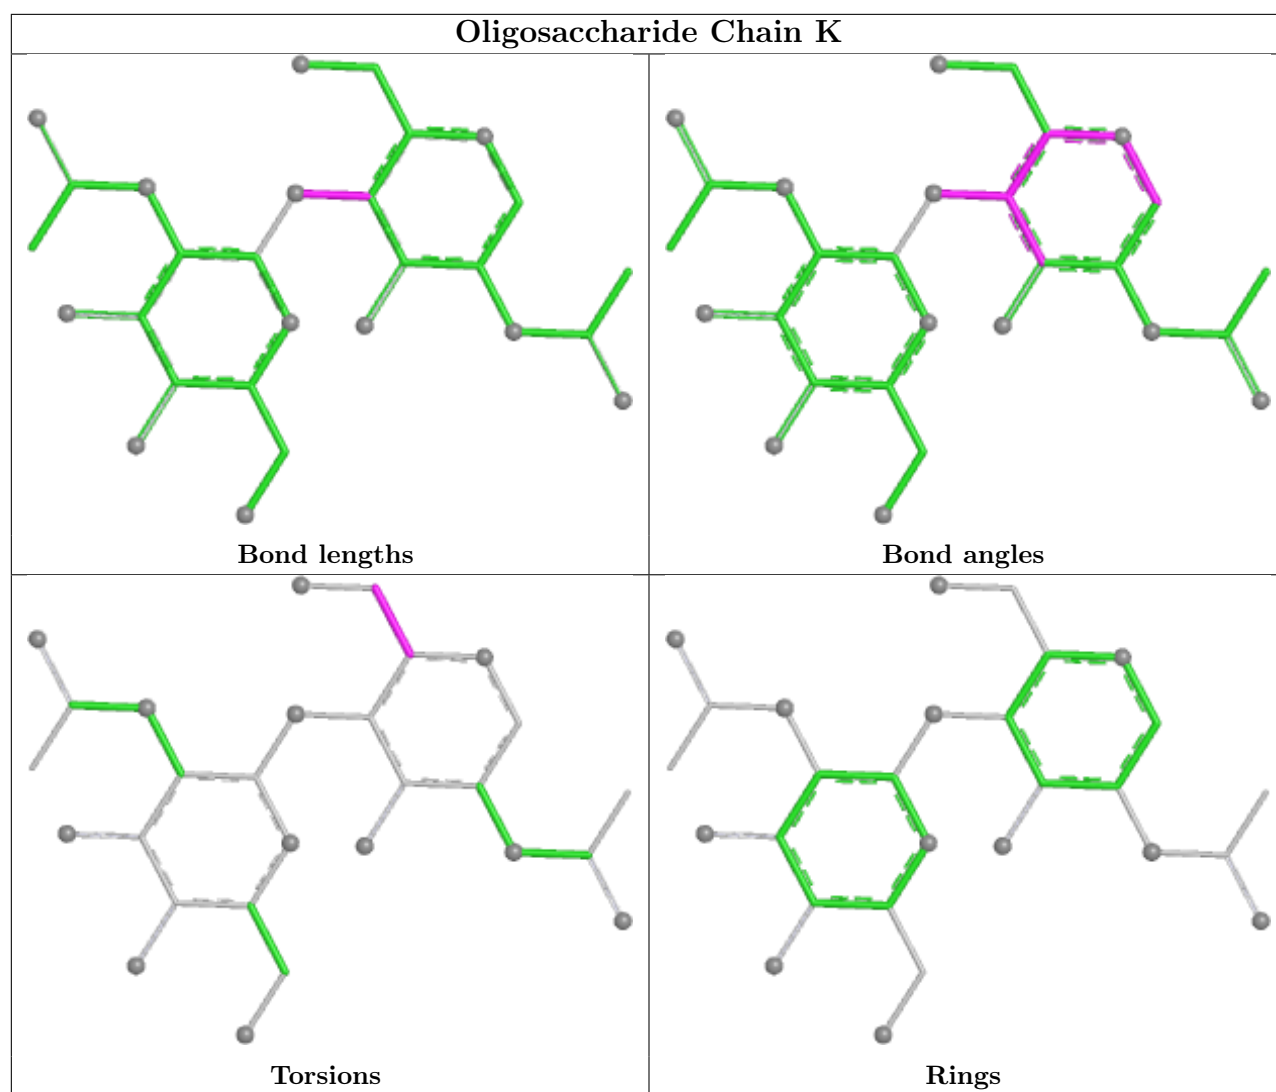 Oligosaccharide Chain K
Bond lengths
Bond angles
Torsions
Rings